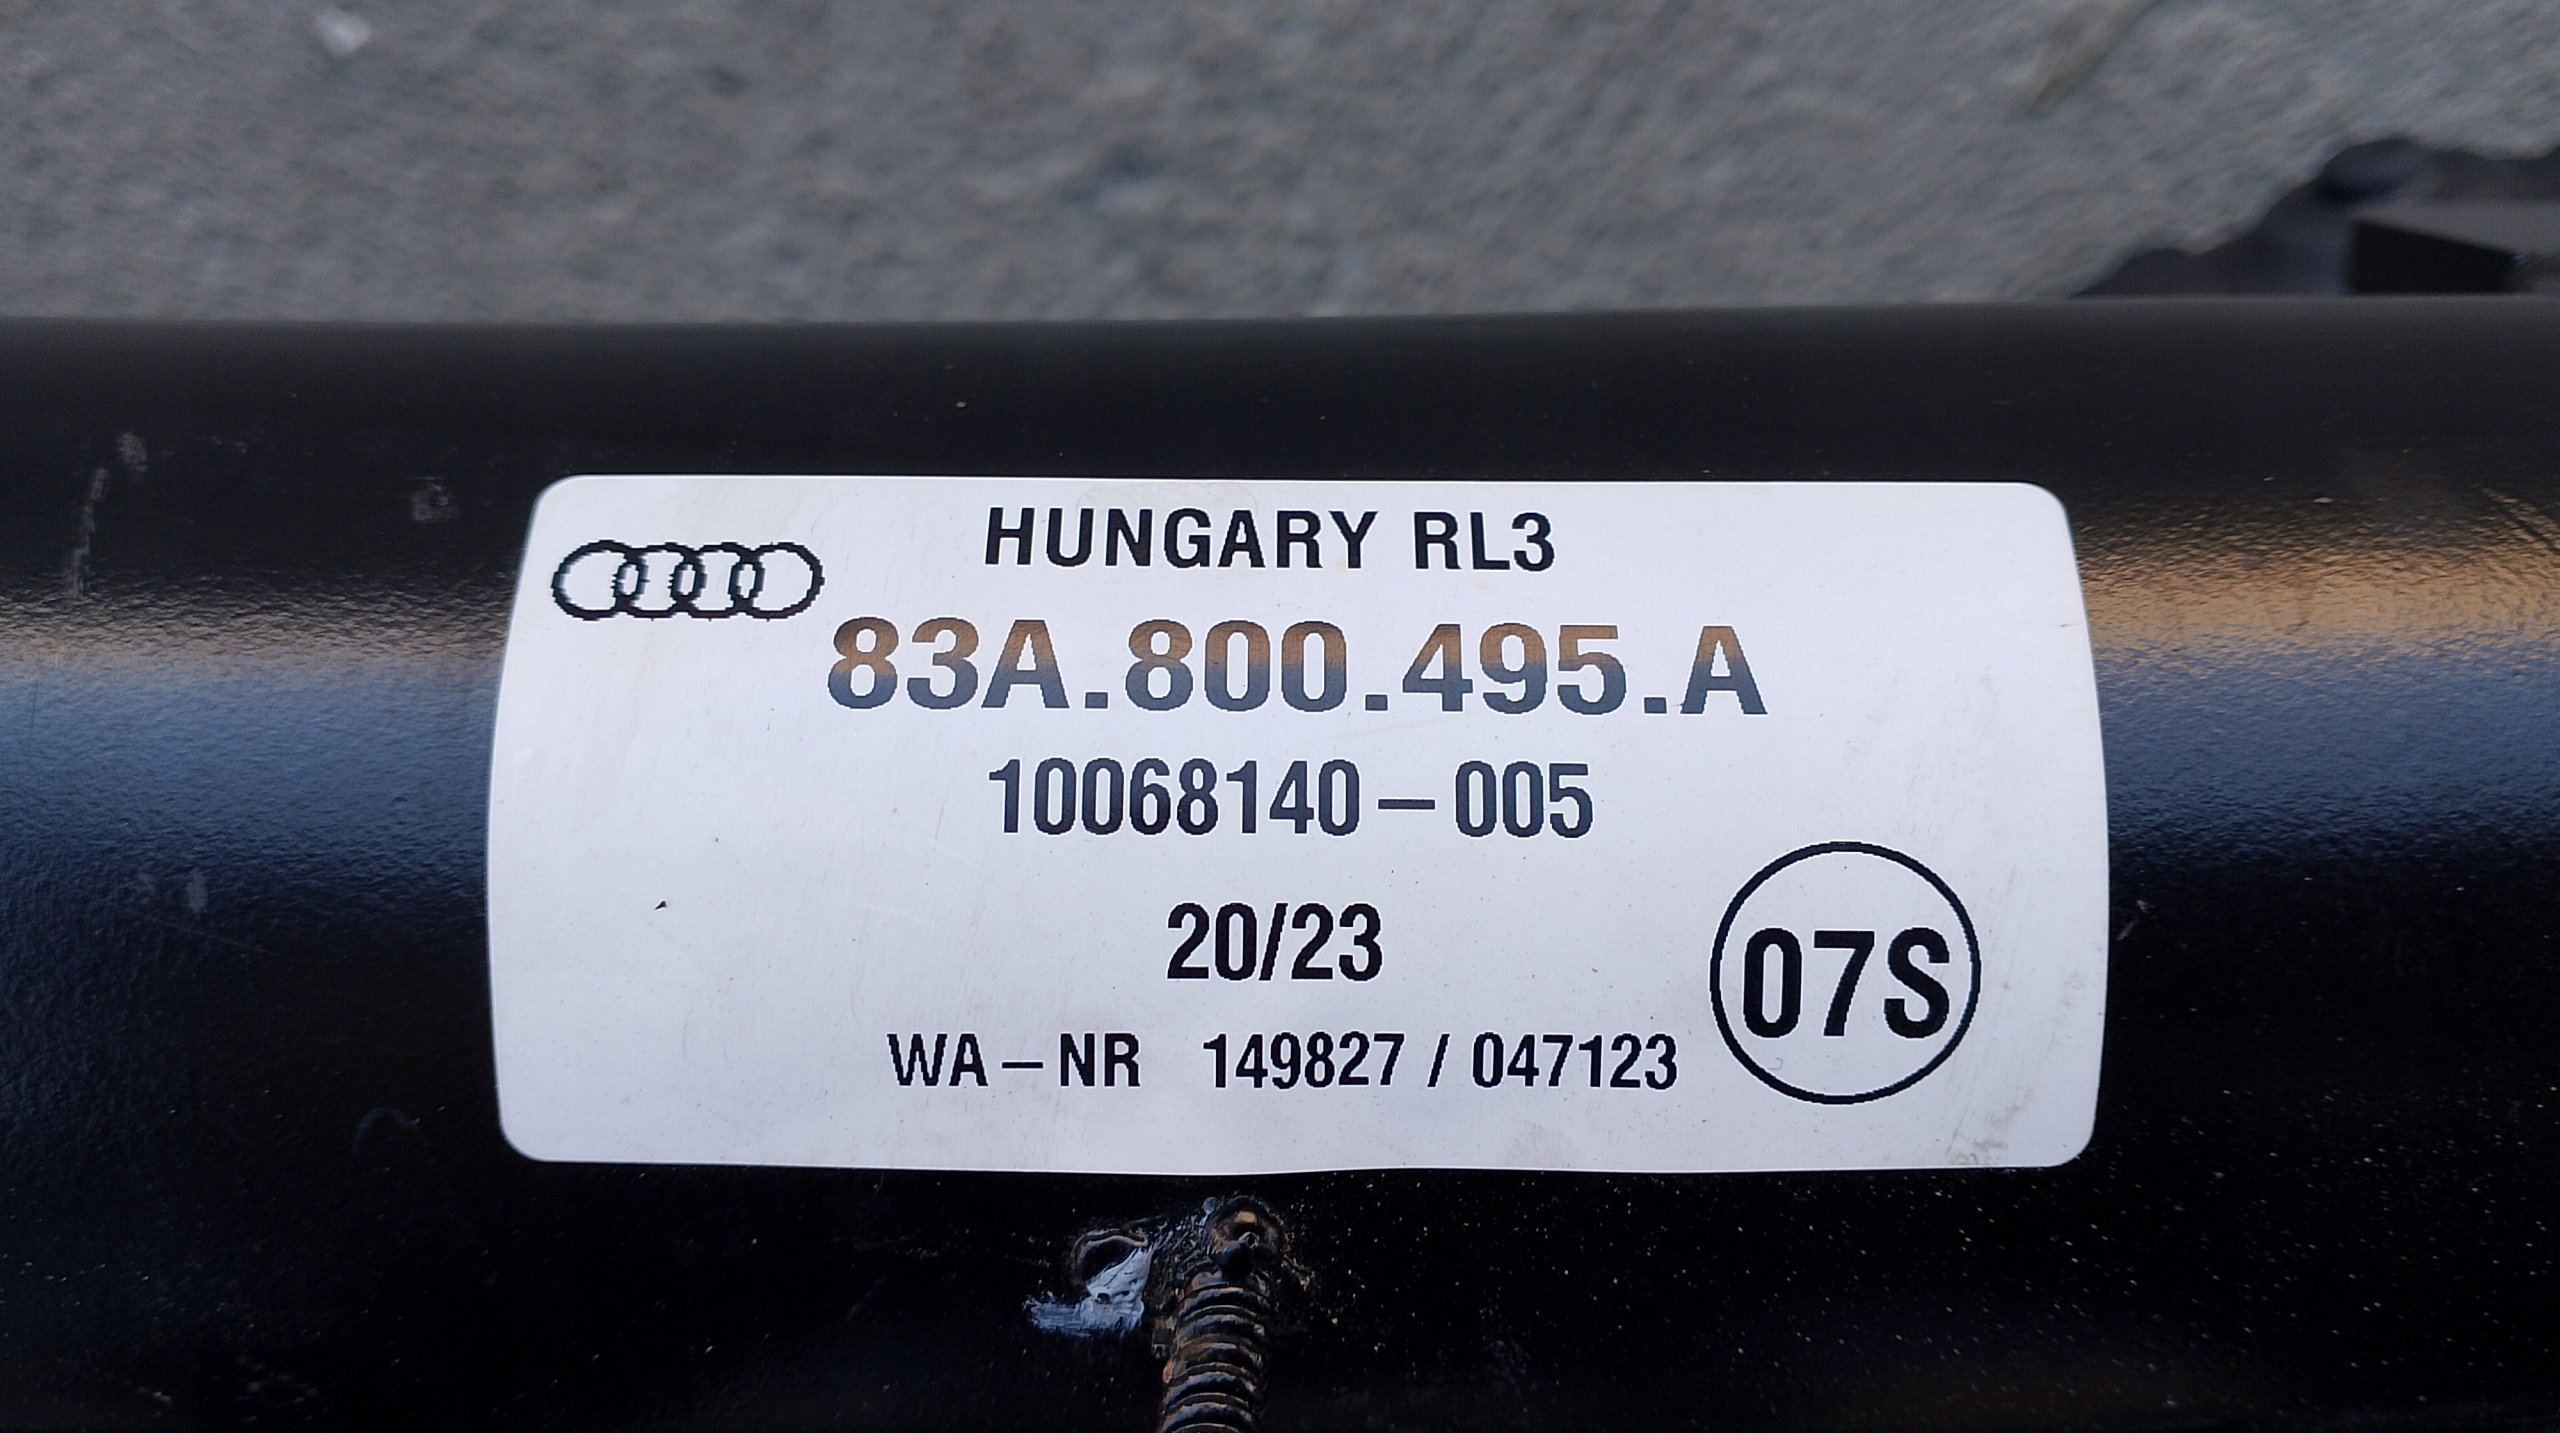 HUNGARY RL3
83A.800.495.A
10068140-005
20/23
07S
WA-NR 149827 / 047123